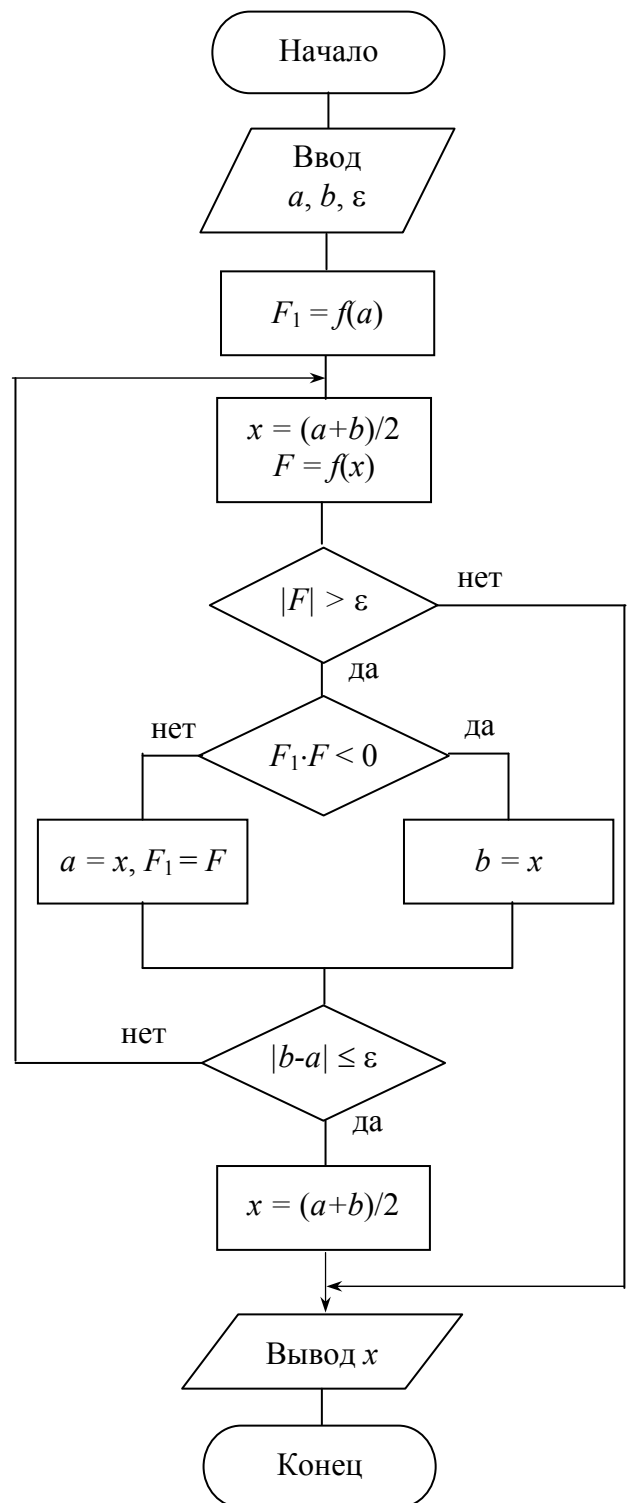 Начало
Ввод
a, b, ε
F₁ = f(a)
x = (a+b)/2
F = f(x)
|F| > ε
нет
да
нет
F₁·F < 0
да
a = x, F₁ = F
b = x
нет
|b-a| ≤ ε
да
x = (a+b)/2
Вывод x
Конец